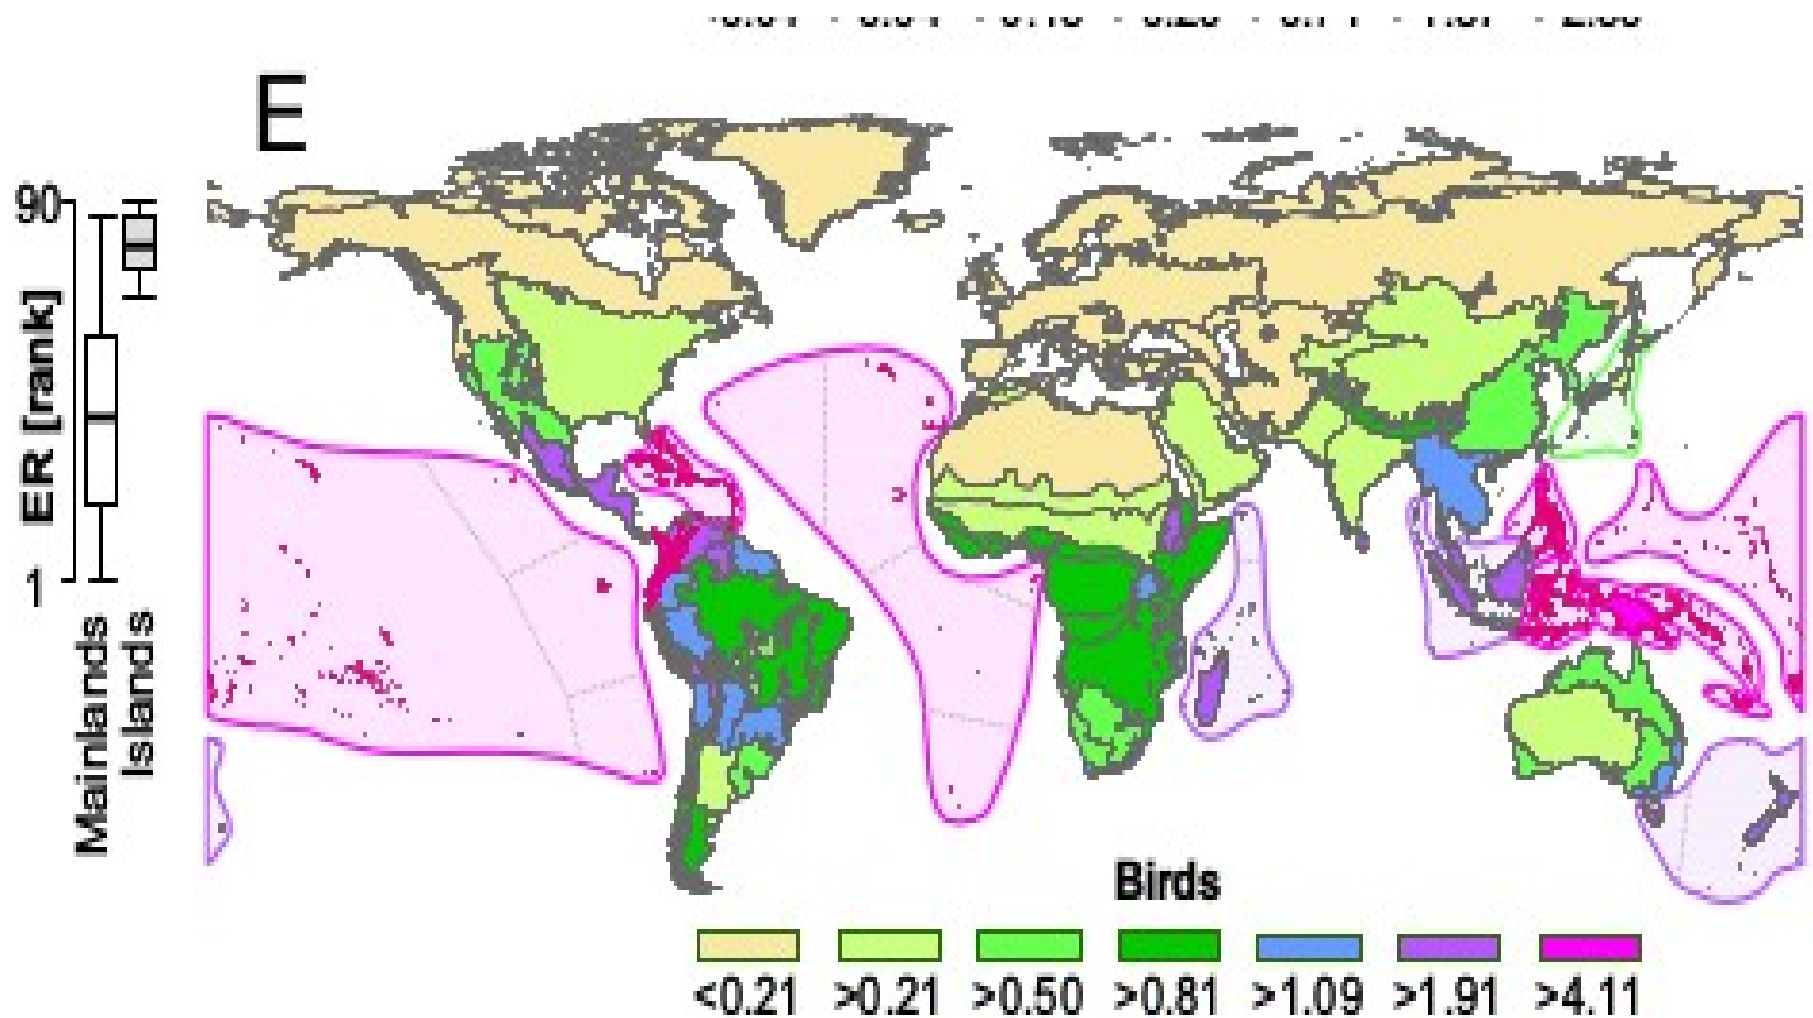 E
90
1
ER [rank]
Mainlands
Islands
Birds
<0.21 >0.21 >0.50 >0.81 >1.09 >1.91 >4.11